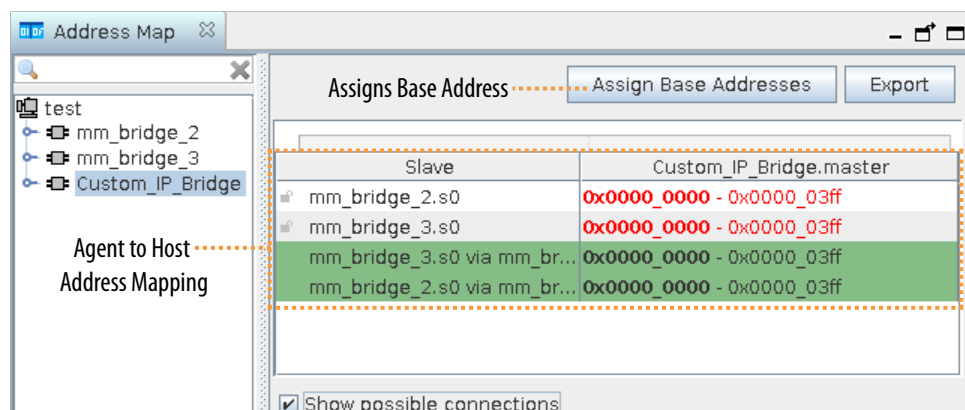 Address Map
Assigns Base Address
Assign Base Addresses
Export
test
mm_bridge_2
mm_bridge_3
Custom_IP_Bridge
Agent to Host
Address Mapping
Slave Custom_IP_Bridge.master
mm_bridge_2.s0 0x0000_0000 - 0x0000_03ff
mm_bridge_3.s0 0x0000_0000 - 0x0000_03ff
mm_bridge_3.s0 via mm_br... 0x0000_0000 - 0x0000_03ff
mm_bridge_2.s0 via mm_br... 0x0000_0000 - 0x0000_03ff
Show possible connections